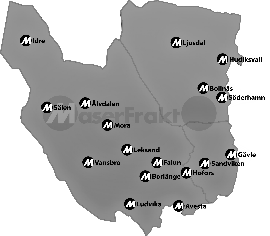 Idre
Ljusdal
Hudiksvall
Bollnäs
Söderhamn
Sälen
Älvdalen
Mora
Leksand
Gävle
Vansbro
Falun
Sandviken
Borlänge
Hofors
Ludvika
Avesta